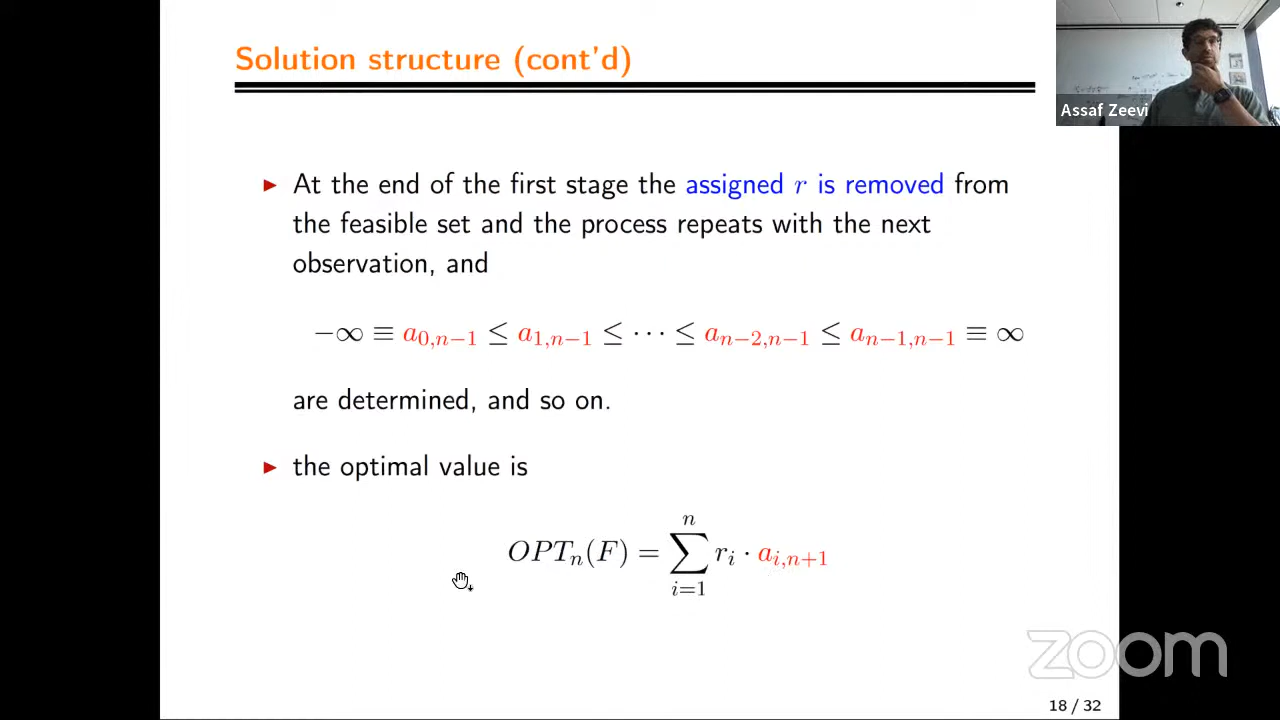 Solution structure (cont'd)
Assaf Zeevi
▶ At the end of the first stage the assigned r is removed from
the feasible set and the process repeats with the next
observation, and
−∞ ≡ a_{0,n−1} ≤ a_{1,n−1} ≤ ··· ≤ a_{n−2,n−1} ≤ a_{n−1,n−1} ≡ ∞
are determined, and so on.
▶ the optimal value is
OPT_n(F) = ∑_{i=1}^{n} r_i · a_{i,n+1}
zoom
18 / 32